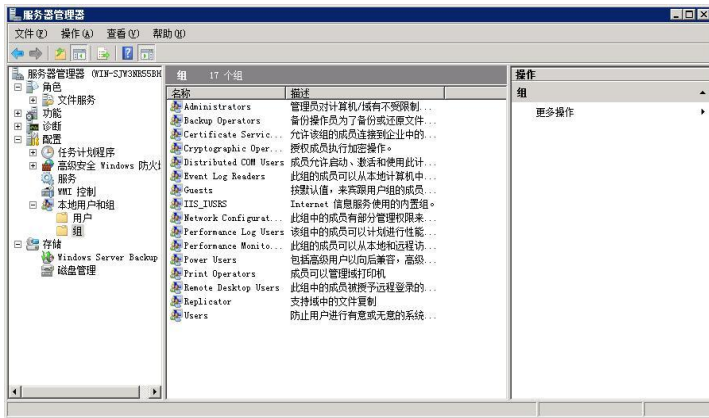 服务器管理器
文件(F) 操作(A) 查看(V) 帮助(H)
服务器管理器 (WIN-SJW3NR55BH
角色
文件服务
功能
诊断
配置
任务计划程序
高级安全 Windows 防火墙
服务
WMI 控制
本地用户和组
用户
组
存储
Windows Server Backup
磁盘管理
组 17 个组
名称 描述
Administrators 管理员对计算机/域有不受限制...
Backup Operators 备份操作员为了备份或还原文件...
Certificate Servic... 允许该组的成员连接到企业中的...
Cryptographic Oper... 授权成员执行加密操作。
Distributed COM Users 成员允许启动、激活和使用此计...
Event Log Readers 此组的成员可以从本地计算机中...
Guests 按默认值，来宾跟用户组的成员...
IIS_IUSRS Internet 信息服务使用的内置组。
Network Configurat... 此组中的成员有部分管理权限来...
Performance Log Users 该组中的成员可以计划进行性能...
Performance Monito... 此组的成员可以从本地和远程访...
Power Users 包括高级用户以向后兼容，高级...
Print Operators 成员可以管理域打印机
Remote Desktop Users 此组中的成员被授予远程登录的...
Replicator 支持域中的文件复制
Users 防止用户进行有意或无意的系统...
操作
组
更多操作